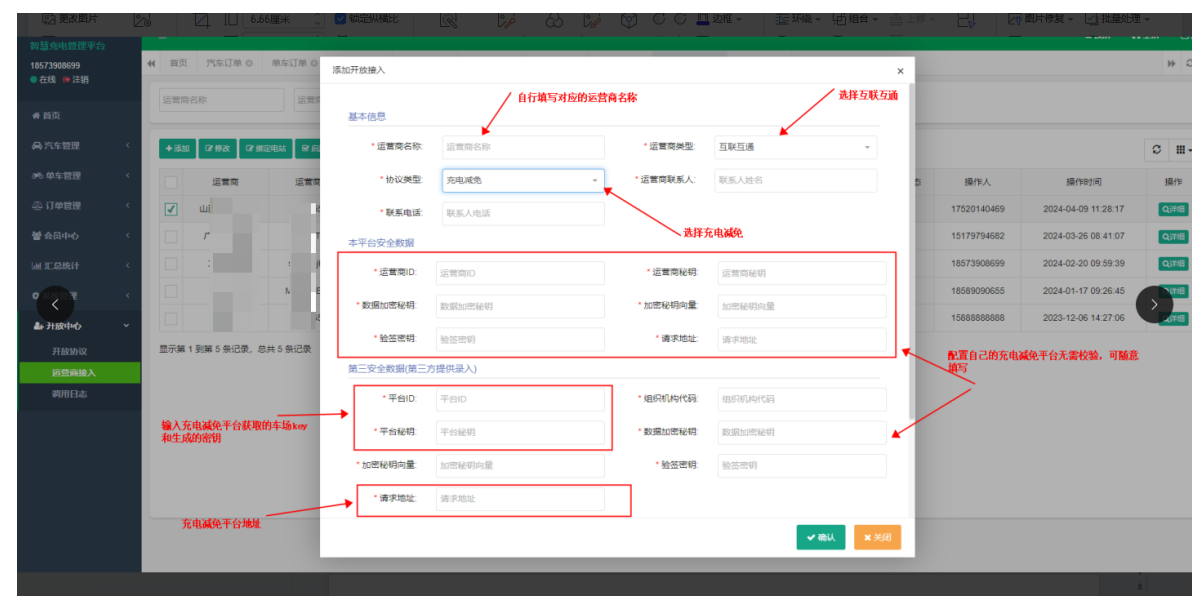 更改图片
6.66厘米
锁定纵横比
边框
环绕
组合
上移
图片修复
批量处理
智慧充电管理平台
18573908699
在线 注销
首页
汽车管理
单车管理
订单管理
会员中心
汇总统计
管理
开放中心
开放协议
运营商接入
调用日志
首页 汽车订单 单车订单
运营商名称
添加 修改 绑定电站
运营商
操作人 操作时间 操作
山
17520140469 2024-04-09 11:28:17 详细
15179794682 2024-03-26 08:41:07 详细
18573908699 2024-02-20 09:59:39 详细
18589090655 2024-01-17 09:26:45 详细
15888888888 2023-12-06 14:27:06 详细
显示第 1 到第 5 条记录，总共 5 条记录
添加开放接入
×
自行填写对应的运营商名称
选择互联互通
基本信息
* 运营商名称: 运营商名称
* 运营商类型: 互联互通
* 协议类型: 充电减免
* 运营商联系人: 联系人姓名
* 联系电话: 联系人电话
选择充电减免
本平台安全数据
* 运营商ID: 运营商ID
* 运营商秘钥: 运营商秘钥
* 数据加密秘钥: 数据加密秘钥
* 加密秘钥向量: 加密秘钥向量
* 验签密钥: 验签密钥
* 请求地址: 请求地址
配置自己的充电减免平台无需校验，可随意
填写
第三安全数据(第三方提供录入)
* 平台ID: 平台ID
* 组织机构代码: 组织机构代码
* 平台秘钥: 平台秘钥
* 数据加密秘钥: 数据加密秘钥
输入充电减免平台获取的车场key
和生成的密钥
* 加密秘钥向量: 加密秘钥向量
* 验签密钥: 验签密钥
* 请求地址: 请求地址
充电减免平台地址
确认 关闭